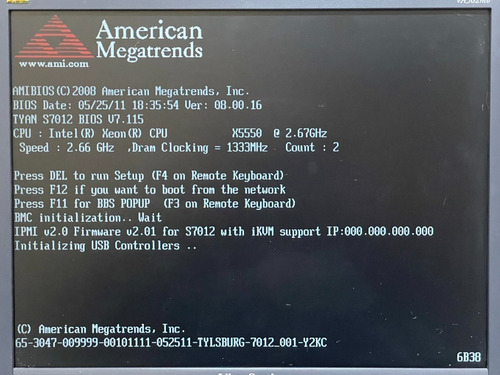 American
Megatrends
www.ami.com
AMIBIOS(C)2008 American Megatrends, Inc.
BIOS Date: 05/25/11 18:35:54 Ver: 08.00.16
TYAN S7012 BIOS V7.115
CPU : Intel(R) Xeon(R) CPU X5550 @ 2.67GHz
Speed : 2.66 GHz ,Dram Clocking = 1333MHz Count : 2
Press DEL to run Setup (F4 on Remote Keyboard)
Press F12 if you want to boot from the network
Press F11 for BBS POPUP (F3 on Remote Keyboard)
BMC initialization.. Wait
IPMI v2.0 Firmware v2.01 for S7012 with iKVM support IP:000.000.000.000
Initializing USB Controllers ..
(C) American Megatrends, Inc.
65-3047-009999-00101111-052511-TYLSBURG-7012_001-Y2KC
6B38